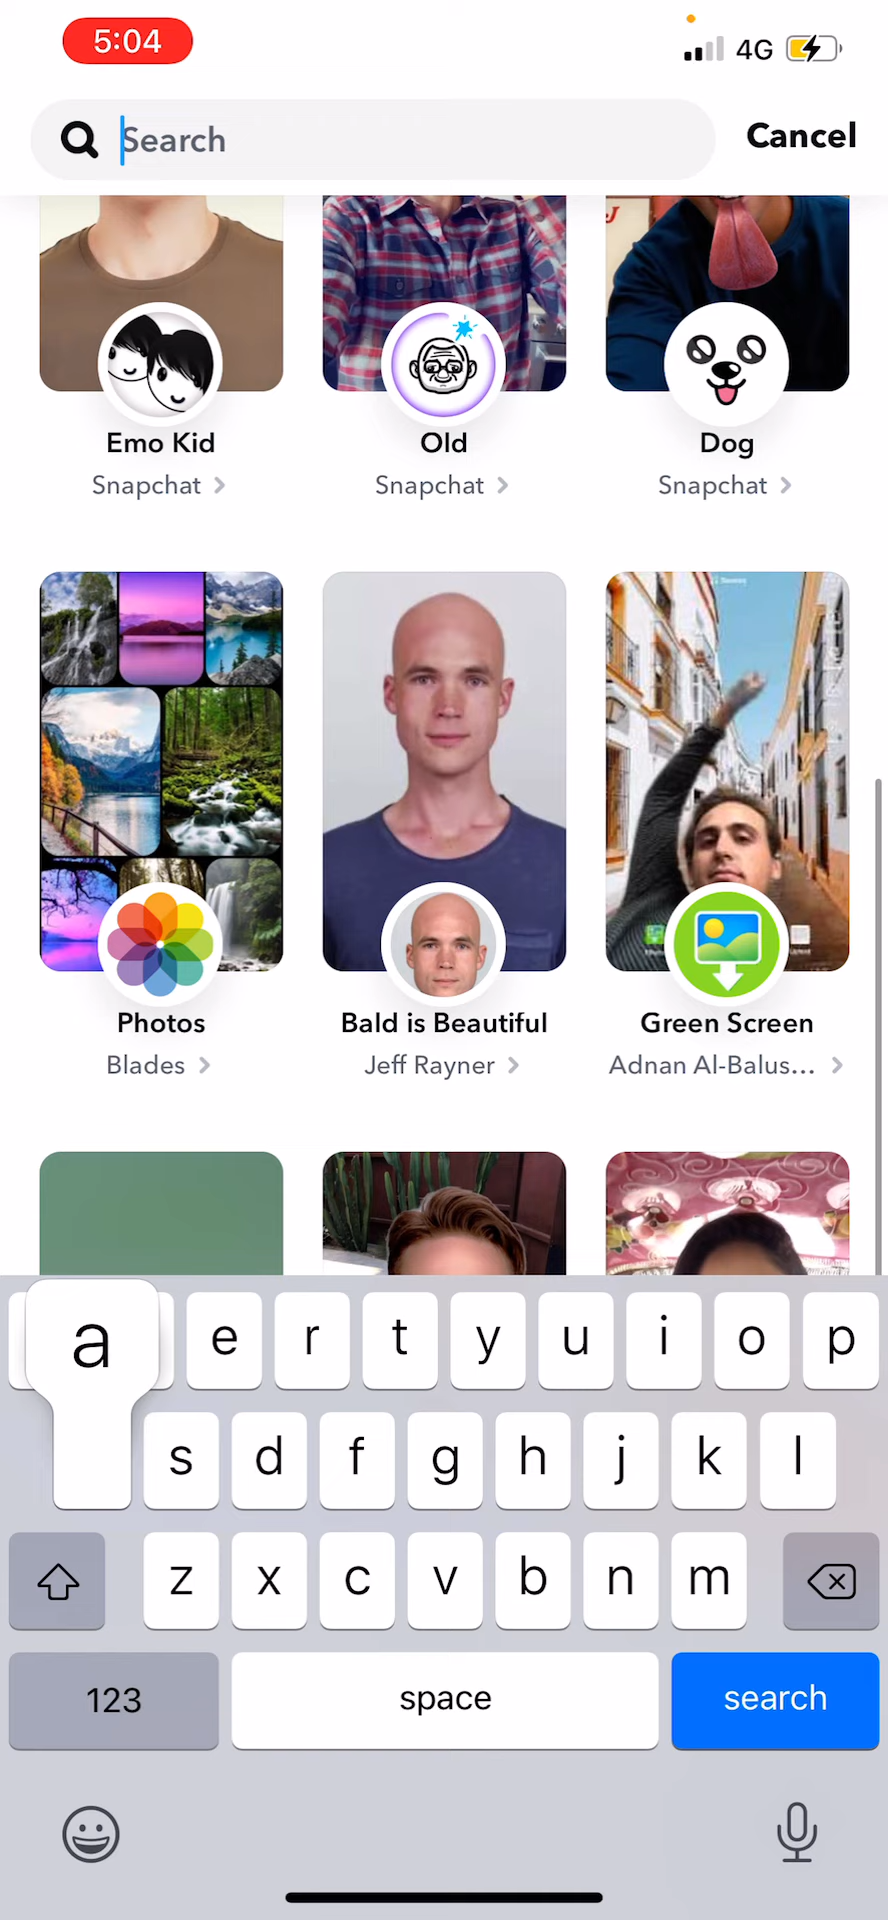 5:04
4G
Search
Cancel
Emo Kid
Old
Dog
Snapchat
Snapchat
Snapchat
Photos
Bald is Beautiful
Green Screen
Blades
Jeff Rayner
Adnan Al-Balus...
a e r t y u i o p
s d f g h j k l
z x c v b n m
123
space
search